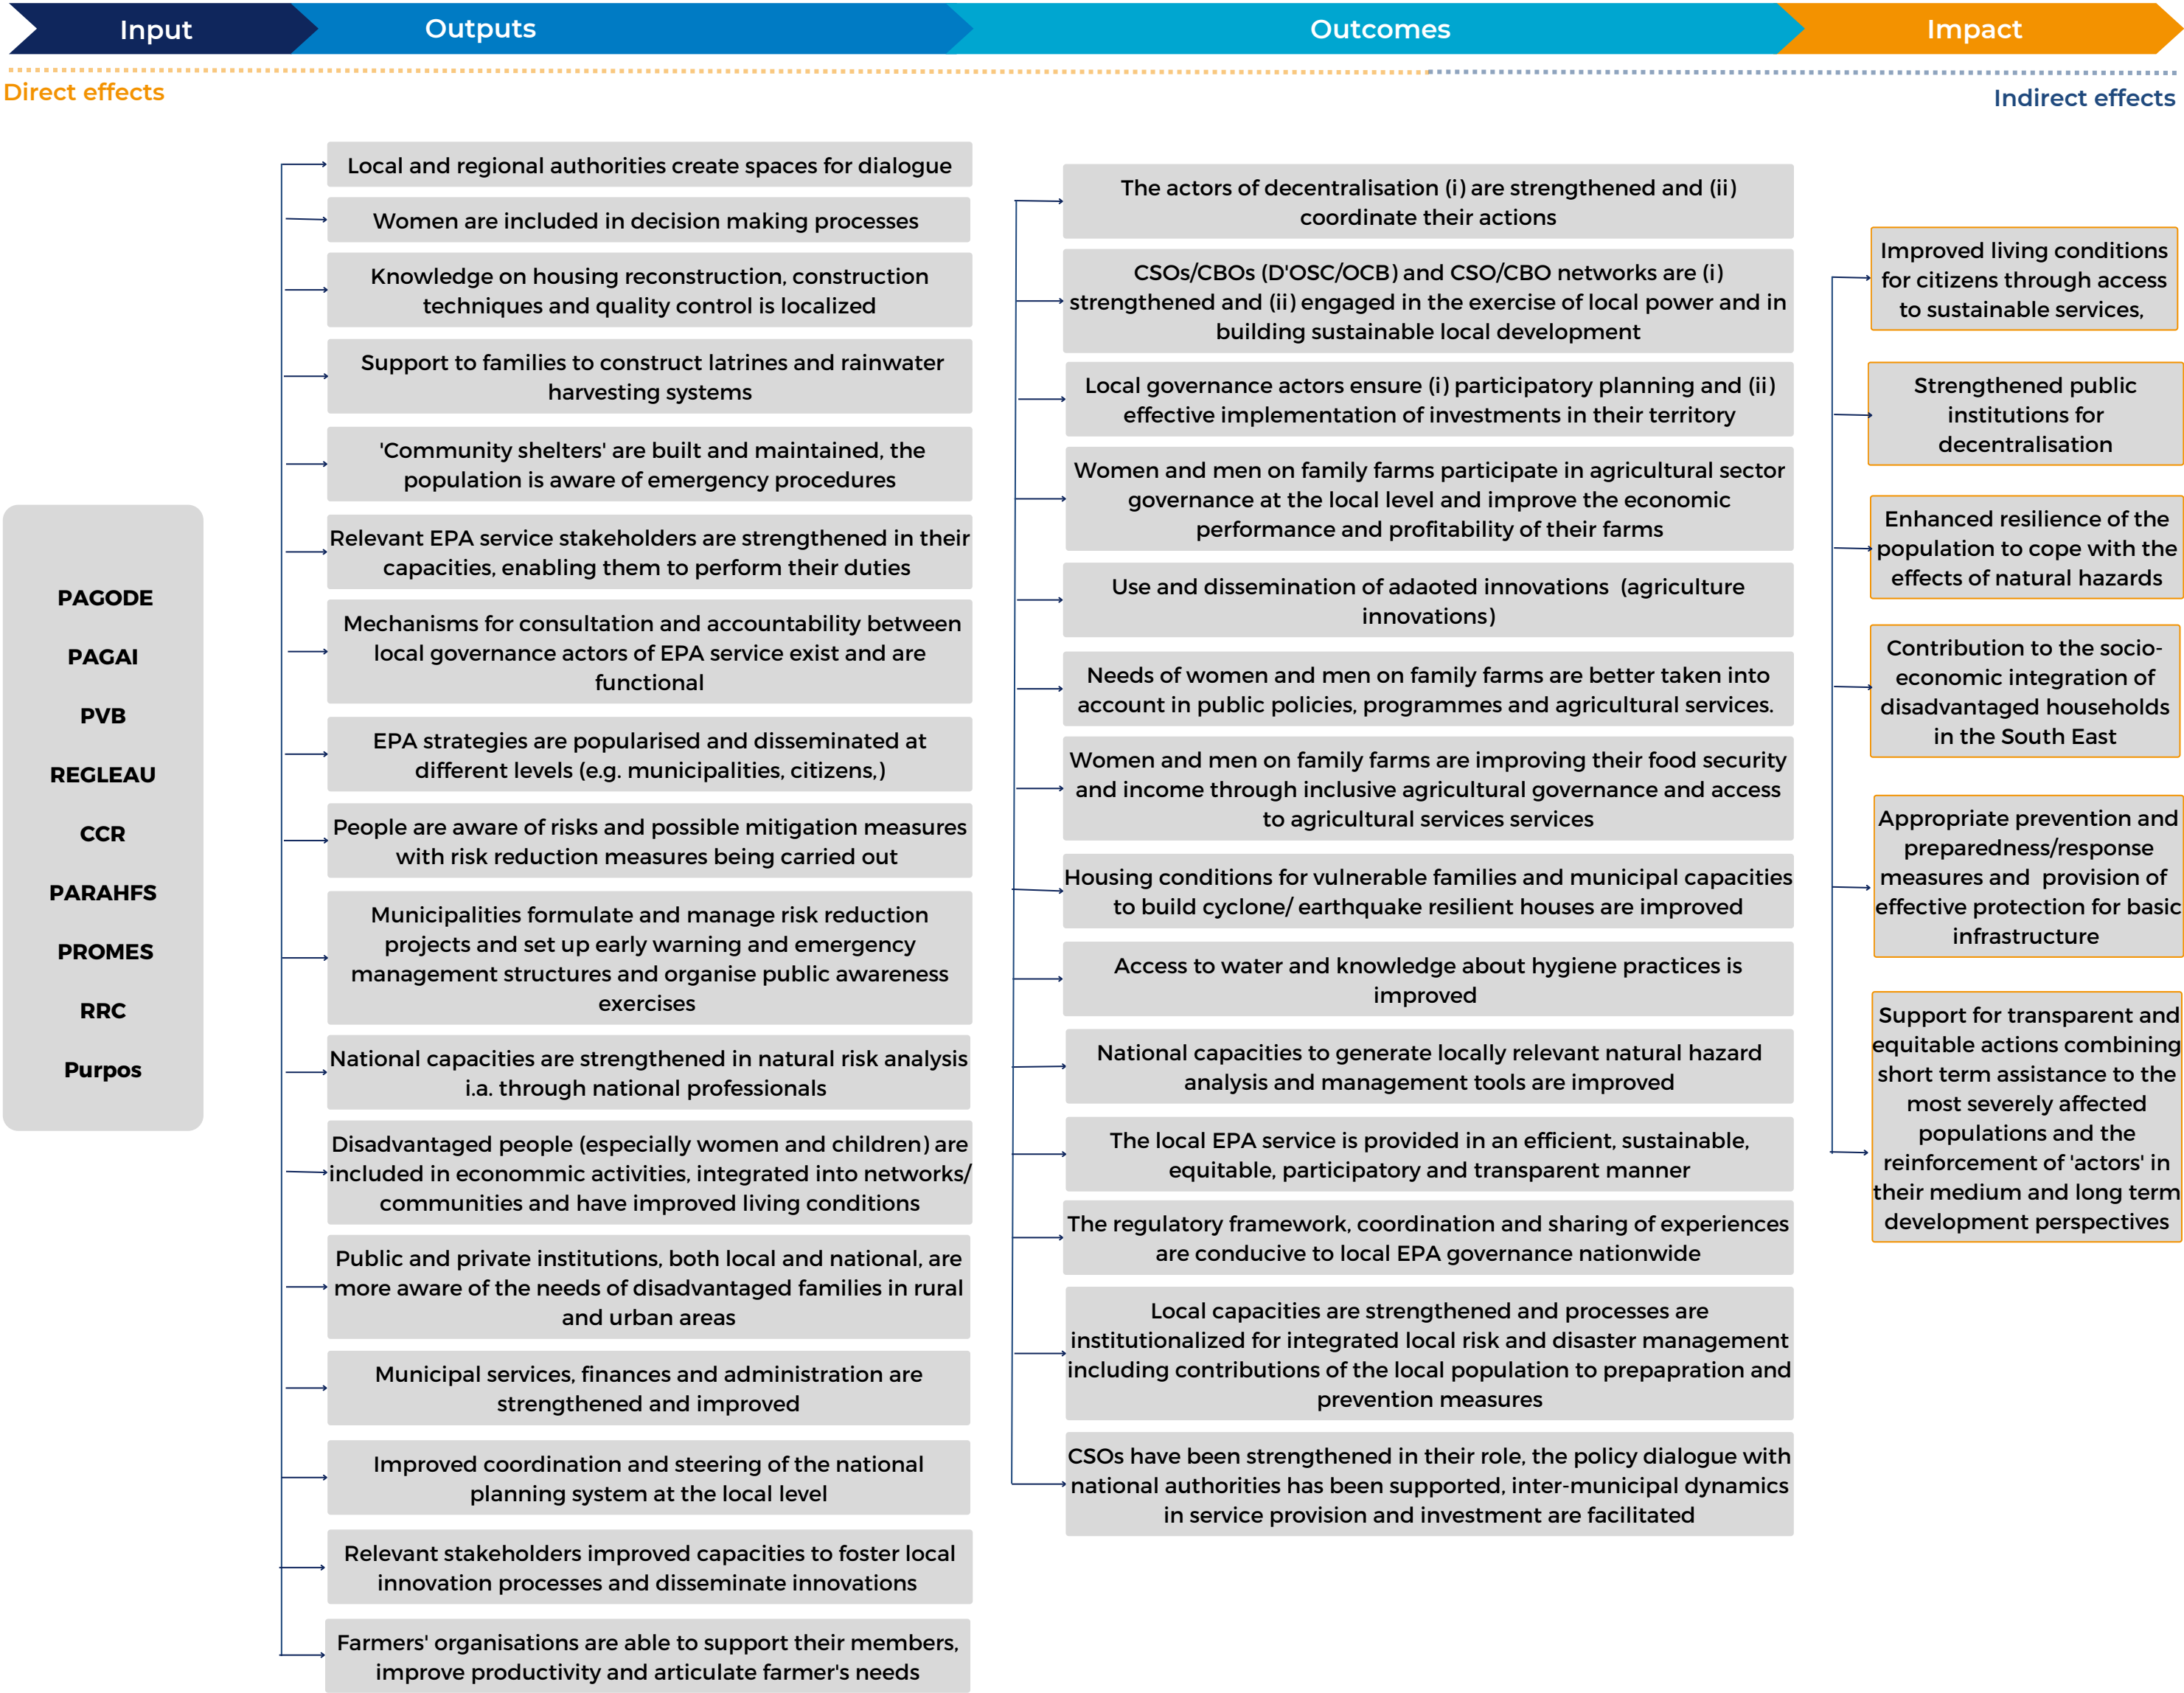 Input
Outputs
Outcomes
Impact
Direct effects
Indirect effects
PAGODE
PAGAI
PVB
REGLEAU
CCR
PARAHFS
PROMES
RRC
Purpos
Local and regional authorities create spaces for dialogue
Women are included in decision making processes
Knowledge on housing reconstruction, construction
techniques and quality control is localized
Support to families to construct latrines and rainwater
harvesting systems
'Community shelters' are built and maintained, the
population is aware of emergency procedures
Relevant EPA service stakeholders are strengthened in their
capacities, enabling them to perform their duties
Mechanisms for consultation and accountability between
local governance actors of EPA service exist and are
functional
EPA strategies are popularised and disseminated at
different levels (e.g. municipalities, citizens,)
People are aware of risks and possible mitigation measures
with risk reduction measures being carried out
Municipalities formulate and manage risk reduction
projects and set up early warning and emergency
management structures and organise public awareness
exercises
National capacities are strengthened in natural risk analysis
i.a. through national professionals
Disadvantaged people (especially women and children) are
included in econommic activities, integrated into networks/
communities and have improved living conditions
Public and private institutions, both local and national, are
more aware of the needs of disadvantaged families in rural
and urban areas
Municipal services, finances and administration are
strengthened and improved
Improved coordination and steering of the national
planning system at the local level
Relevant stakeholders improved capacities to foster local
innovation processes and disseminate innovations
Farmers' organisations are able to support their members,
improve productivity and articulate farmer's needs
The actors of decentralisation (i) are strengthened and (ii)
coordinate their actions
CSOs/CBOs (D'OSC/OCB) and CSO/CBO networks are (i)
strengthened and (ii) engaged in the exercise of local power and in
building sustainable local development
Local governance actors ensure (i) participatory planning and (ii)
effective implementation of investments in their territory
Women and men on family farms participate in agricultural sector
governance at the local level and improve the economic
performance and profitability of their farms
Use and dissemination of adaoted innovations  (agriculture
innovations)
Needs of women and men on family farms are better taken into
account in public policies, programmes and agricultural services.
Women and men on family farms are improving their food security
and income through inclusive agricultural governance and access
to agricultural services services
Housing conditions for vulnerable families and municipal capacities
to build cyclone/ earthquake resilient houses are improved
Access to water and knowledge about hygiene practices is
improved
National capacities to generate locally relevant natural hazard
analysis and management tools are improved
The local EPA service is provided in an efficient, sustainable,
equitable, participatory and transparent manner
The regulatory framework, coordination and sharing of experiences
are conducive to local EPA governance nationwide
Local capacities are strengthened and processes are
institutionalized for integrated local risk and disaster management
including contributions of the local population to prepapration and
prevention measures
CSOs have been strengthened in their role, the policy dialogue with
national authorities has been supported, inter-municipal dynamics
in service provision and investment are facilitated
Improved living conditions
for citizens through access
to sustainable services,
Strengthened public
institutions for
decentralisation
Enhanced resilience of the
population to cope with the
effects of natural hazards
Contribution to the socio-
economic integration of
disadvantaged households
in the South East
Appropriate prevention and
preparedness/response
measures and  provision of
effective protection for basic
infrastructure
Support for transparent and
equitable actions combining
short term assistance to the
most severely affected
populations and the
reinforcement of 'actors' in
their medium and long term
development perspectives